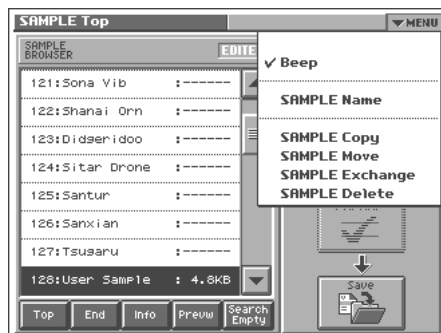 SAMPLE Top
MENU
SAMPLE
BROWSER
EDITE
Beep
SAMPLE Name
SAMPLE Copy
SAMPLE Move
SAMPLE Exchange
SAMPLE Delete
121:Sona Vib :------
122:Shanai Orn :------
123:Didgeridoo :------
124:Sitar Drone :------
125:Santur :------
126:Sanxian :------
127:Tsugaru :------
128:User Sample : 4.8KB
Save
Top End Info Prevw Search
Empty